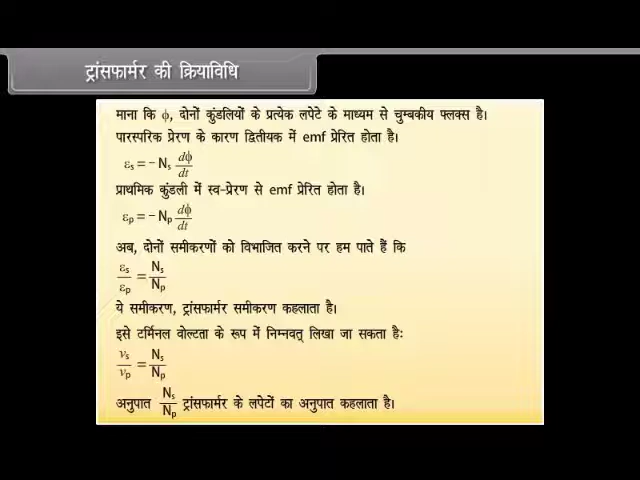 ट्रांसफार्मर की क्रियाविधि
माना कि ϕ, दोनों कुंडलियों के प्रत्येक लपेटे के माध्यम से चुम्बकीय फ्लक्स है।
पारस्परिक प्रेरण के कारण द्वितीयक में emf प्रेरित होता है।
εs = – Ns dϕ/dt
प्राथमिक कुंडली में स्व-प्रेरण से emf प्रेरित होता है।
εp = – Np dϕ/dt
अब, दोनों समीकरणों को विभाजित करने पर हम पाते हैं कि
εs/εp = Ns/Np
ये समीकरण, ट्रांसफार्मर समीकरण कहलाता है।
इसे टर्मिनल वोल्टता के रूप में निम्नवत् लिखा जा सकता है:
vs/vp = Ns/Np
अनुपात Ns/Np ट्रांसफार्मर के लपेटों का अनुपात कहलाता है।